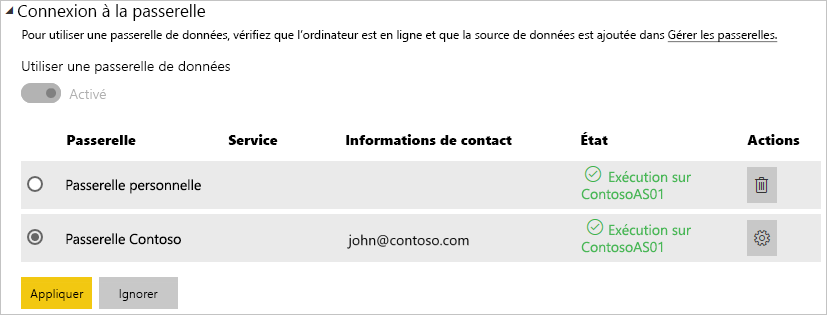 Connexion à la passerelle
Pour utiliser une passerelle de données, vérifiez que l'ordinateur est en ligne et que la source de données est ajoutée dans Gérer les passerelles.
Utiliser une passerelle de données
Activé
Passerelle Service Informations de contact État Actions
Passerelle personnelle Exécution sur
ContosoAS01
Passerelle Contoso john@contoso.com Exécution sur
ContosoAS01
Appliquer Ignorer